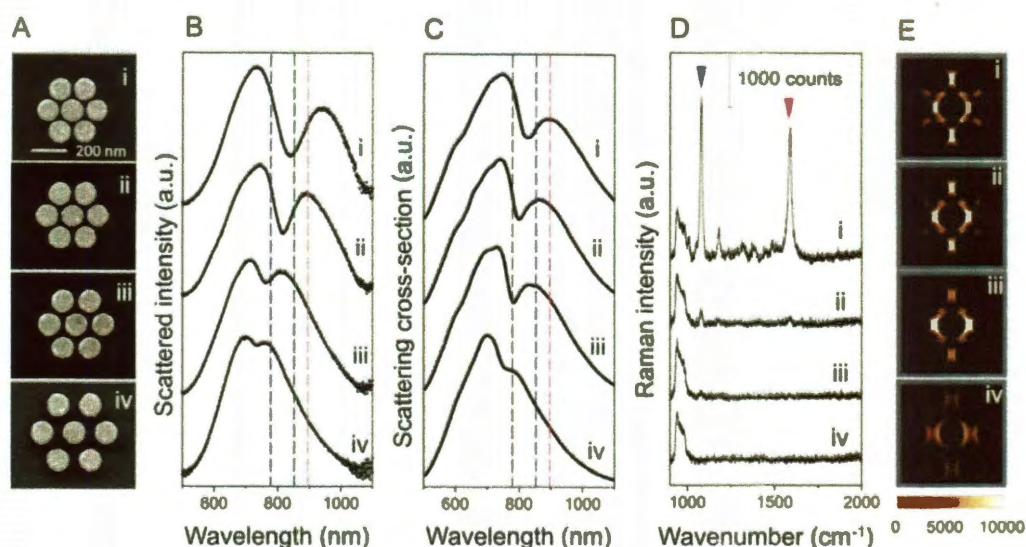 A
i
200 nm
ii
iii
iv
B
Scattered intensity (a.u.)
i
ii
iii
iv
600 800 1000
Wavelength (nm)
C
Scattering cross-section (a.u.)
i
ii
iii
iv
600 800 1000
Wavelength (nm)
D
1000 counts
Raman intensity (a.u.)
i
ii
iii
iv
1000 1500 2000
Wavenumber (cm⁻¹)
E
i
ii
iii
iv
0 5000 10000